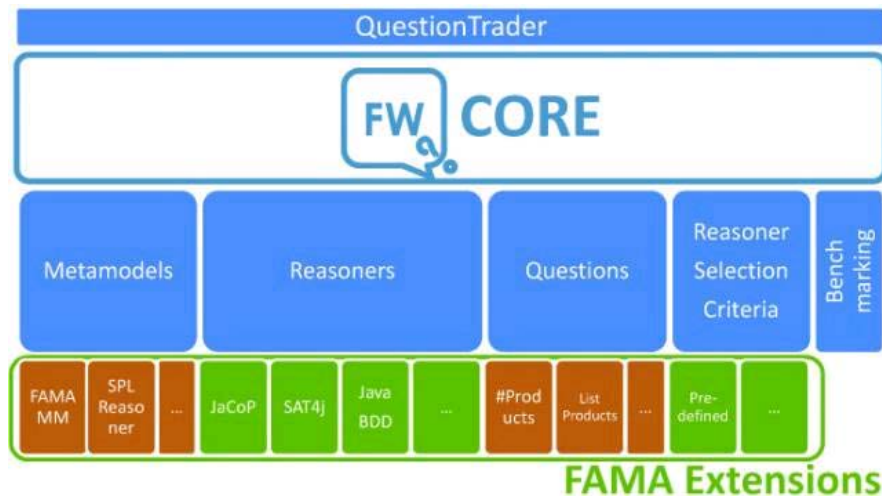 QuestionTrader
FW CORE
Metamodels
Reasoners
Questions
Reasoner
Selection
Criteria
Bench
marking
FAMA
MM
SPL
Reaso
ner
...
JaCoP
SAT4j
Java
BDD
...
#Prod
ucts
List
Products
...
Pre-
defined
...
FAMA Extensions